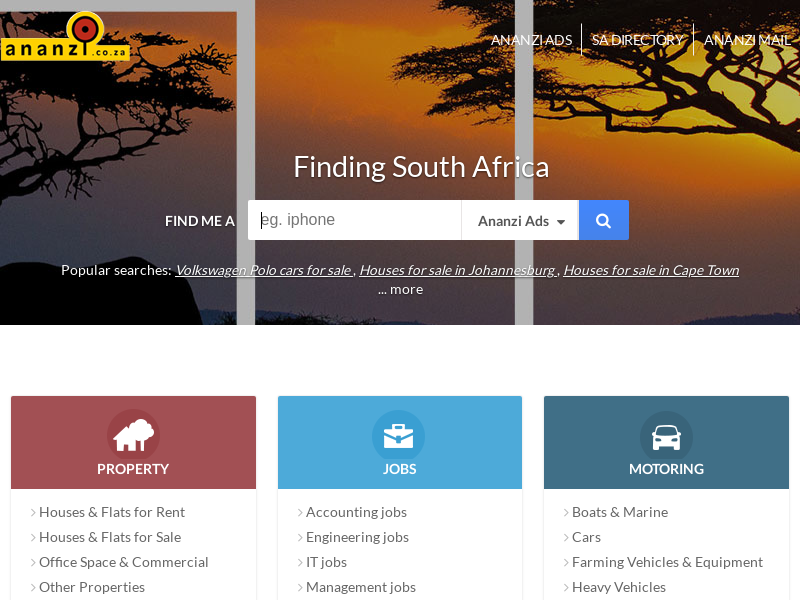 ananzi.co.za
ANANZI ADS
SA DIRECTORY
ANANZI MAIL
Finding South Africa
FIND ME A
eg. iphone
Ananzi Ads
Popular searches: Volkswagen Polo cars for sale , Houses for sale in Johannesburg , Houses for sale in Cape Town
... more
PROPERTY
Houses & Flats for Rent
Houses & Flats for Sale
Office Space & Commercial
Other Properties
JOBS
Accounting jobs
Engineering jobs
IT jobs
Management jobs
MOTORING
Boats & Marine
Cars
Farming Vehicles & Equipment
Heavy Vehicles